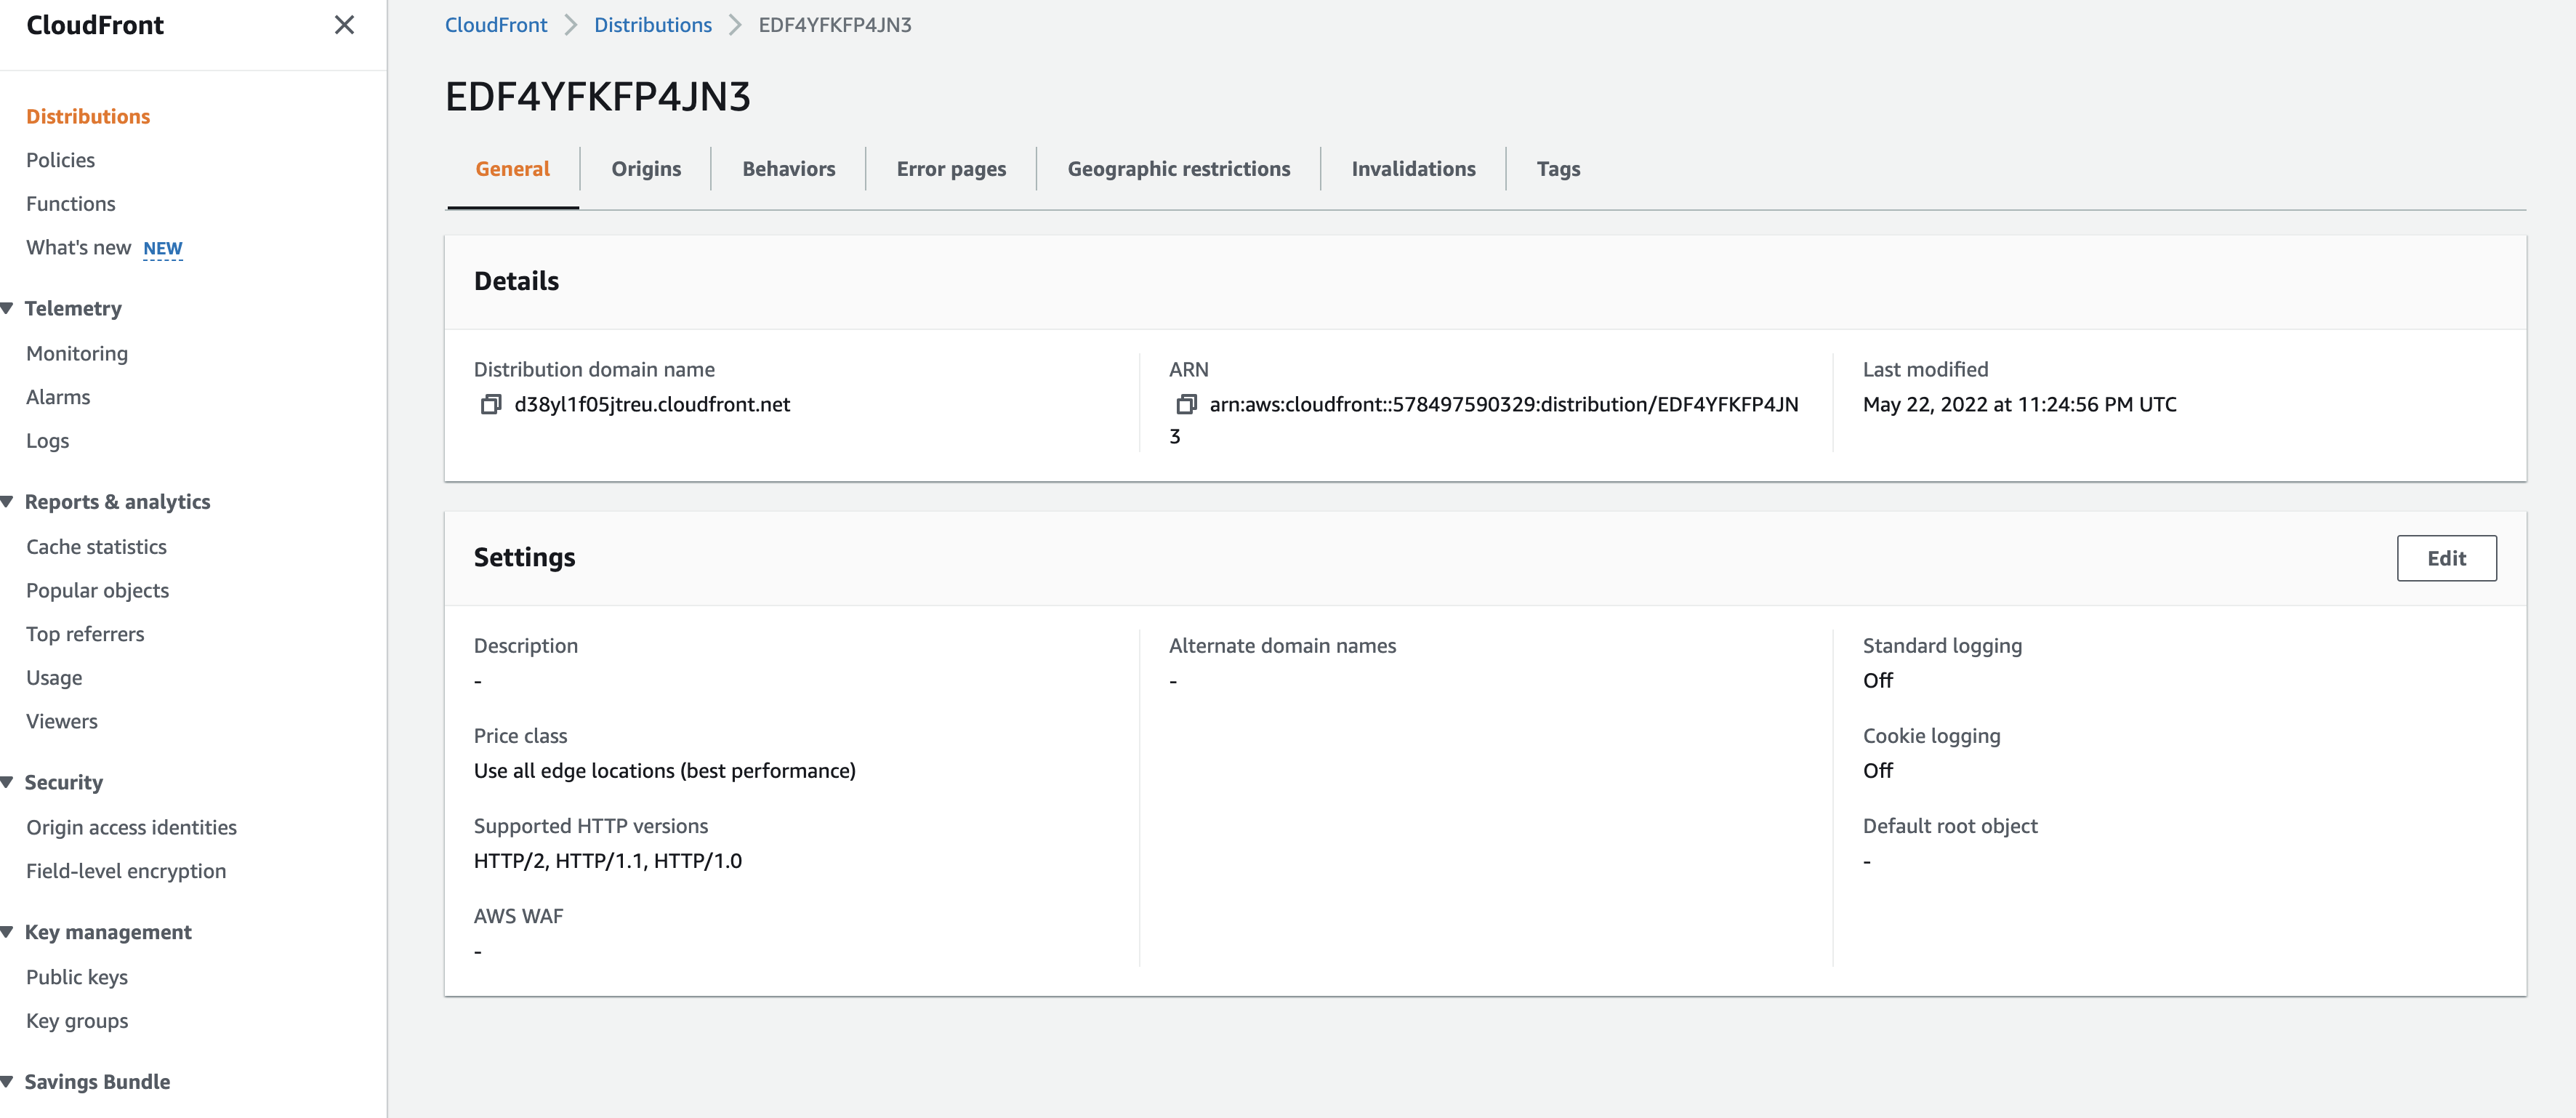 CloudFront
Distributions
Policies
Functions
What's new NEW
Telemetry
Monitoring
Alarms
Logs
Reports & analytics
Cache statistics
Popular objects
Top referrers
Usage
Viewers
Security
Origin access identities
Field-level encryption
Key management
Public keys
Key groups
Savings Bundle
CloudFront Distributions EDF4YFKFP4JN3
EDF4YFKFP4JN3
General Origins Behaviors Error pages Geographic restrictions Invalidations Tags
Details
Distribution domain name
d38yl1f05jtreu.cloudfront.net
ARN
arn:aws:cloudfront::578497590329:distribution/EDF4YFKFP4JN
3
Last modified
May 22, 2022 at 11:24:56 PM UTC
Settings
Edit
Description
-
Price class
Use all edge locations (best performance)
Supported HTTP versions
HTTP/2, HTTP/1.1, HTTP/1.0
AWS WAF
-
Alternate domain names
-
Standard logging
Off
Cookie logging
Off
Default root object
-